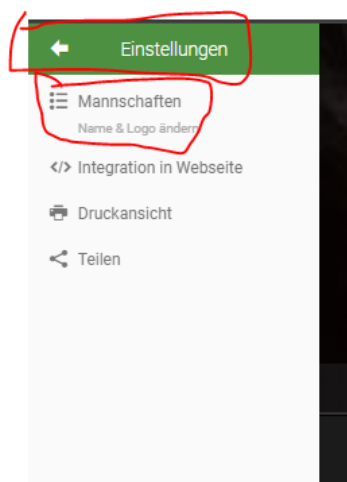 Einstellungen
Mannschaften
Name & Logo ändern
Integration in Webseite
Druckansicht
Teilen